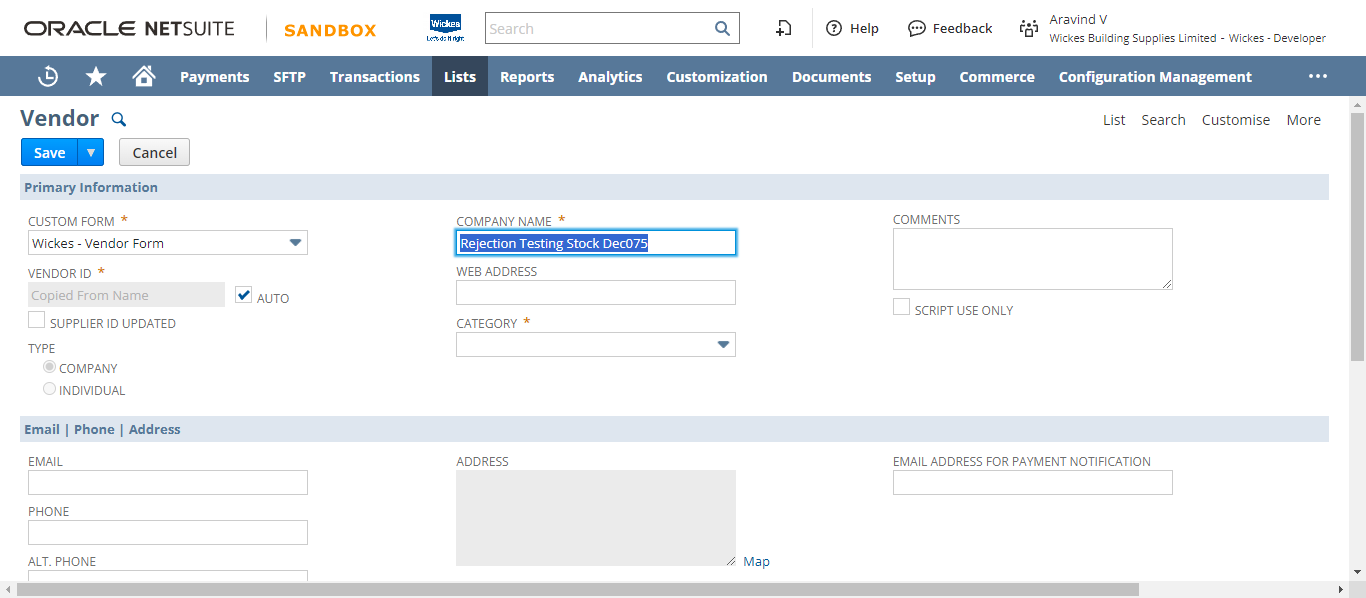 ORACLE NETSUITE
SANDBOX
Wickes
Let's do it right
Search
Help
Feedback
Aravind V
Wickes Building Supplies Limited - Wickes - Developer
Payments SFTP Transactions Lists Reports Analytics Customization Documents Setup Commerce Configuration Management
Vendor
List Search Customise More
Save Cancel
Primary Information
CUSTOM FORM *
Wickes - Vendor Form
VENDOR ID *
Copied From Name
AUTO
SUPPLIER ID UPDATED
TYPE
COMPANY
INDIVIDUAL
COMPANY NAME *
Rejection Testing Stock Dec075
WEB ADDRESS
CATEGORY *
COMMENTS
SCRIPT USE ONLY
Email | Phone | Address
EMAIL
PHONE
ALT. PHONE
ADDRESS
Map
EMAIL ADDRESS FOR PAYMENT NOTIFICATION